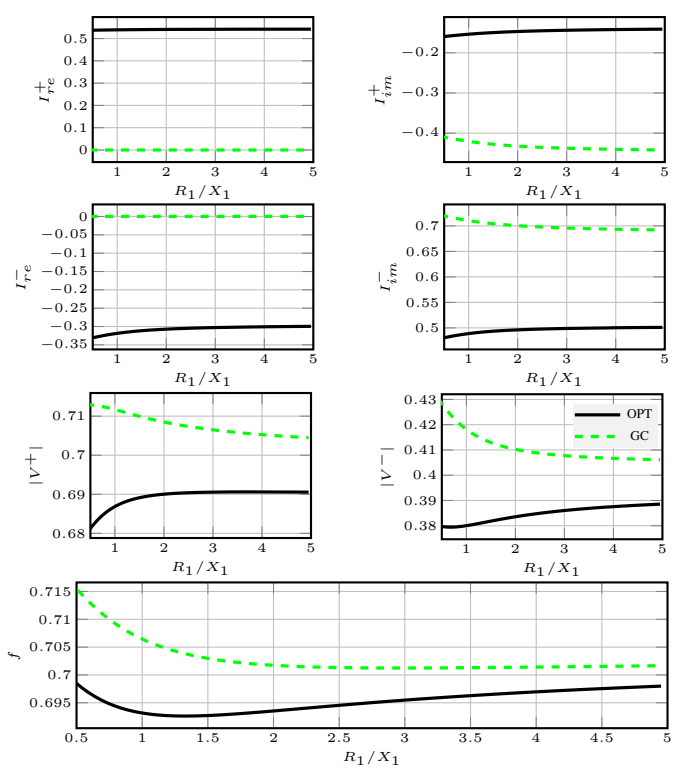 0.5
0.4
0.3
0.2
0.1
0
1 2 3 4 5
R₁/X₁
I⁺re
−0.2
−0.3
−0.4
1 2 3 4 5
R₁/X₁
I⁺im
0
−0.05
−0.1
−0.15
−0.2
−0.25
−0.3
−0.35
1 2 3 4 5
R₁/X₁
I⁻re
0.7
0.65
0.6
0.55
0.5
1 2 3 4 5
R₁/X₁
I⁻im
0.71
0.7
0.69
0.68
1 2 3 4 5
R₁/X₁
|V⁺|
0.43
0.42
0.41
0.4
0.39
0.38
1 2 3 4 5
R₁/X₁
|V⁻|
OPT
GC
0.715
0.71
0.705
0.7
0.695
0.5 1 1.5 2 2.5 3 3.5 4 4.5 5
R₁/X₁
f